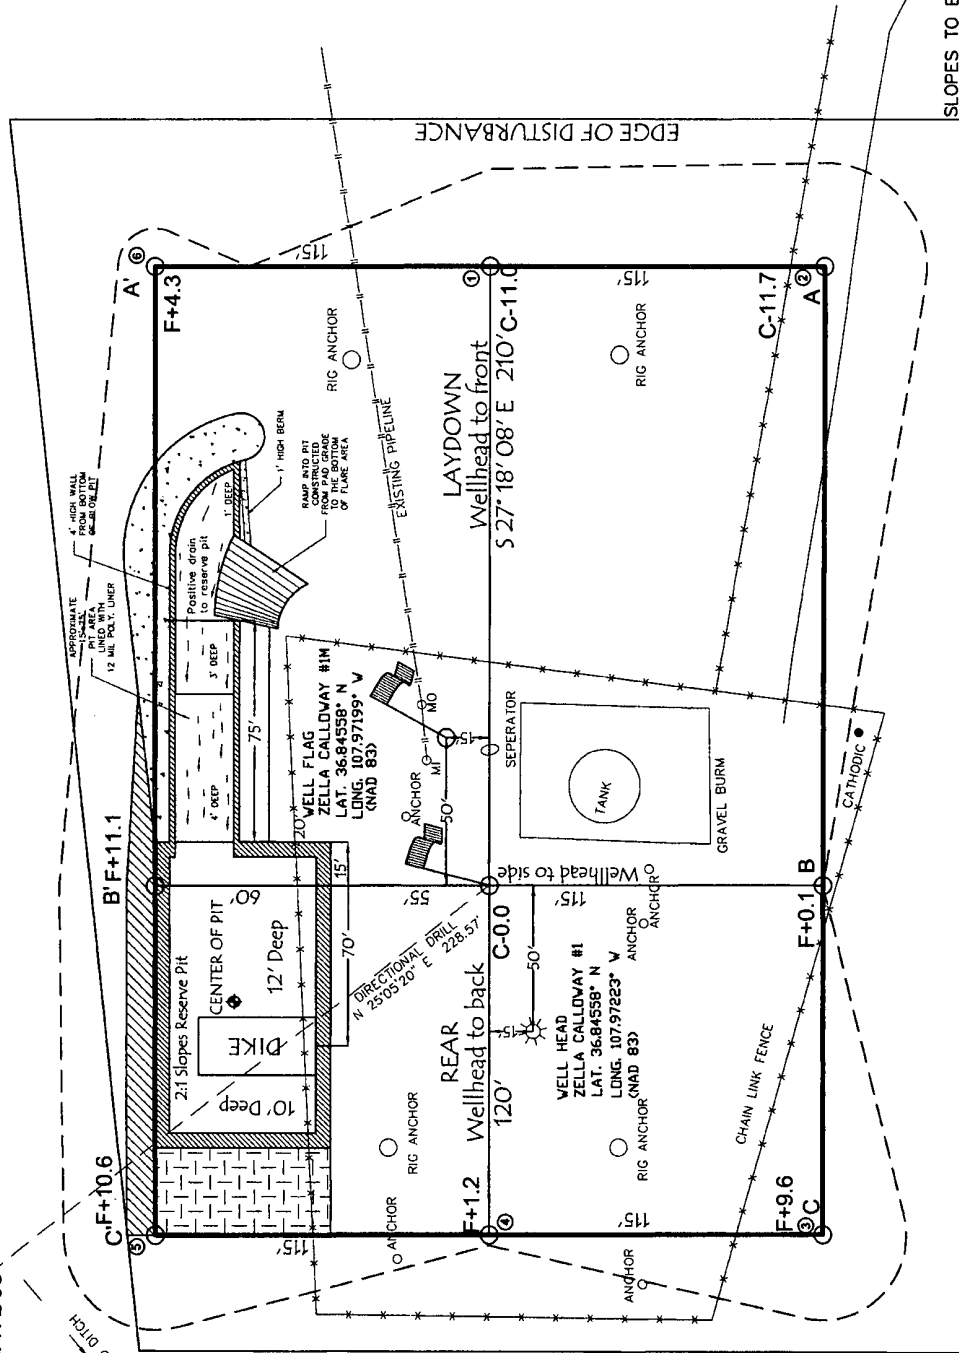 SLOPES TO
EDGE OF DISTURBANCE
A'
⑥
F+4.3
115'
①
C-11.0
115'
C-11.7
②
A
RIG ANCHOR
RIG ANCHOR
EXISTING PIPELINE
LAYDOWN
Wellhead to front
S 27°18'08" E 210'
4' HIGH WALL
FROM BOTTOM
OF BLOW PIT
APPROXIMATE
PIT AREA
LINED WITH
12 MIL POLY. LINER
1' DEEP
1' HIGH BERM
RAMP INTO PIT
CONSTRUCTED
FROM PAD GRADE
TO THE BOTTOM
OF FLARE AREA
Positive drain
to reserve pit
3' DEEP
4' DEEP
75'
20'
WELL FLAG
ZELLA CALLOWAY #1M
LAT. 36.84558° N
LONG. 107.97199° W
(NAD 83)
MO
MI
ANCHOR
50'
15'
SEPERATOR
TANK
GRAVEL BURM
CATHODIC
B'
F+11.1
60'
15'
70'
55'
Wellhead to side
115'
C-0.0
F+0.1
B
2:1 Slopes Reserve Pit
CENTER OF PIT
12' Deep
DIKE
10' Deep
DIRECTIONAL DRILL
N 25°05'20" E 228.57'
REAR
Wellhead to back
120'
50'
15'
ANCHOR
ANCHOR
WELL HEAD
ZELLA CALLOWAY #1
LAT. 36.84558° N
LONG. 107.97223° W
(NAD 83)
RIG ANCHOR
RIG ANCHOR
CHAIN LINK FENCE
C'
F+10.6
⑤
115'
ANCHOR
F+1.2
④
115'
ANCHOR
F+9.6
③
C
DITCH